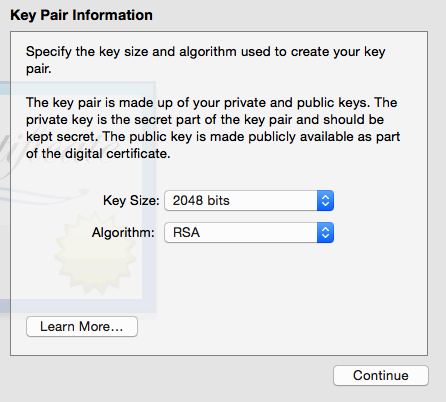 Key Pair Information
Specify the key size and algorithm used to create your key
pair.
The key pair is made up of your private and public keys. The
private key is the secret part of the key pair and should be
kept secret. The public key is made publicly available as part
of the digital certificate.
Key Size: 2048 bits
Algorithm: RSA
Learn More...
Continue